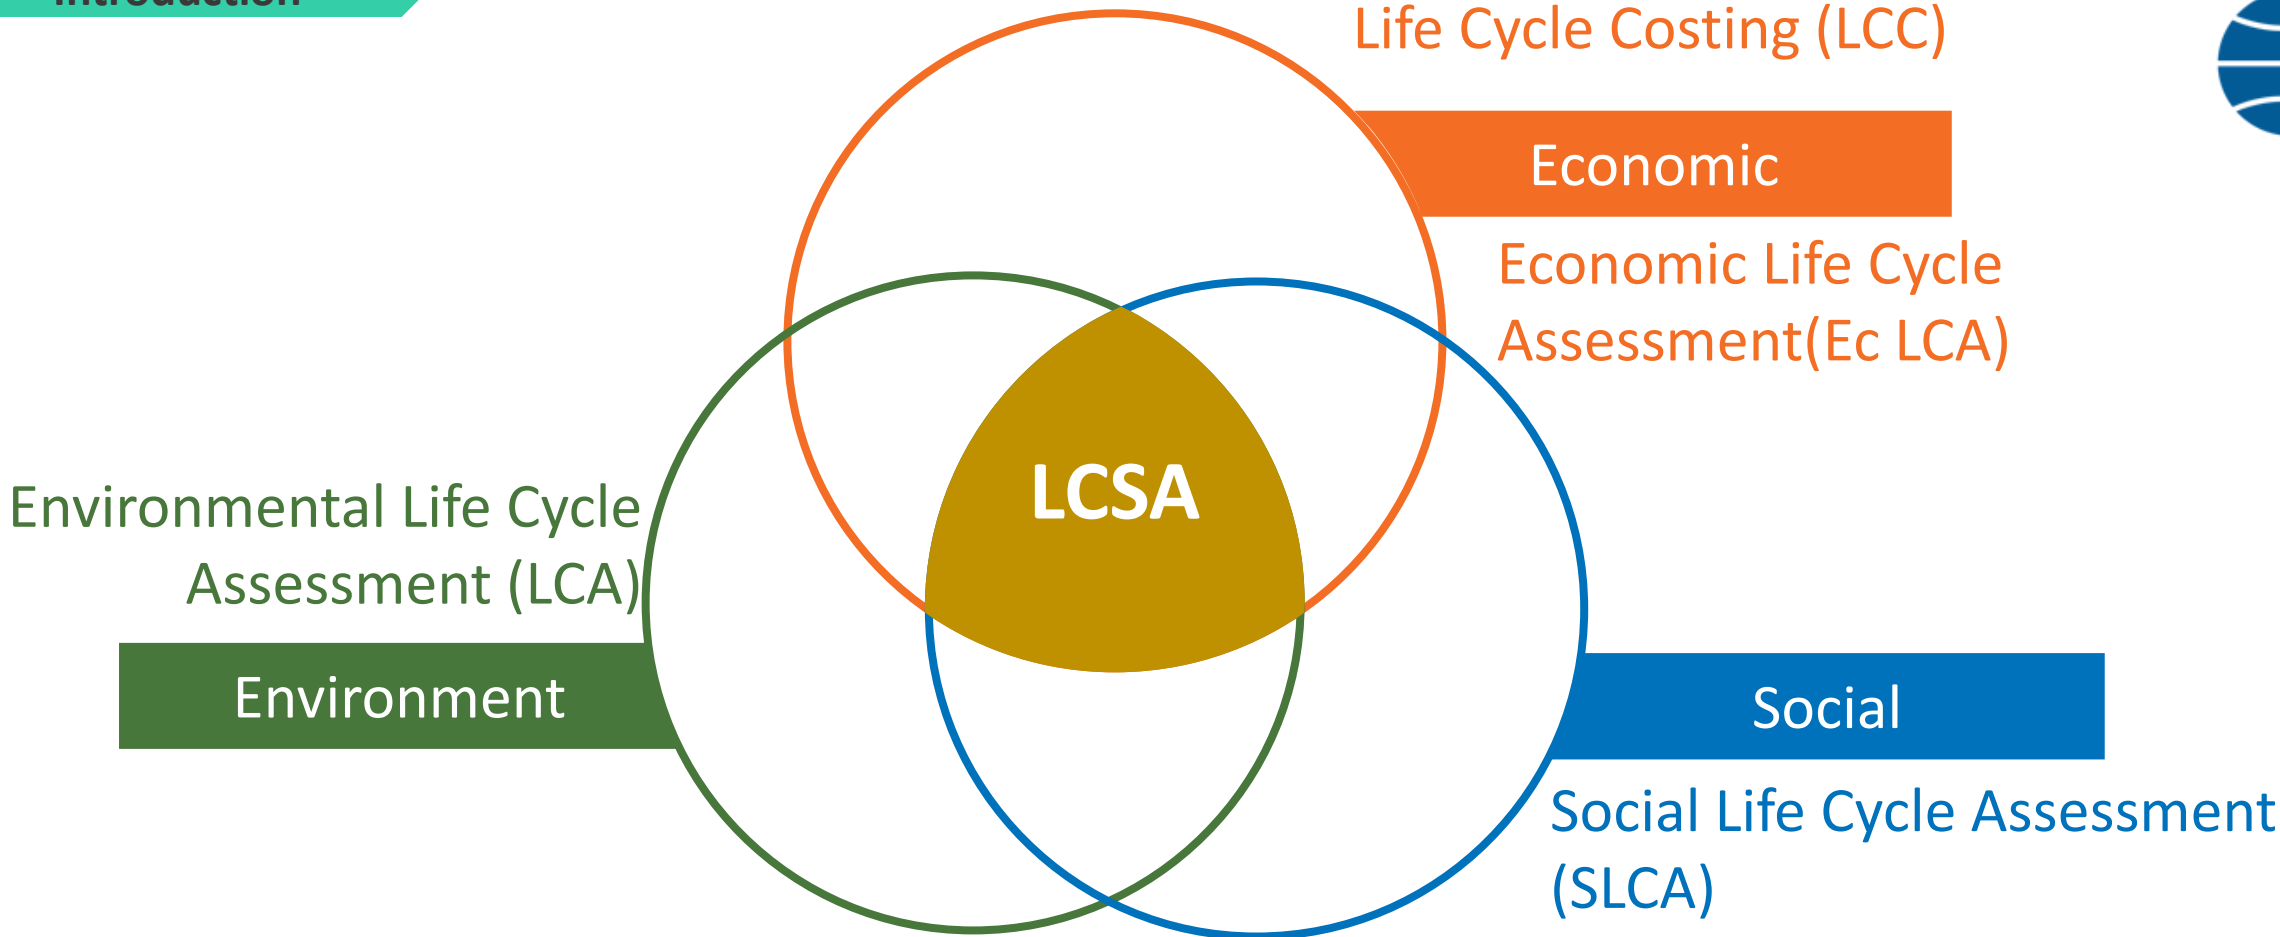 Introduction
Life Cycle Costing (LCC)
Economic
Economic Life Cycle
Assessment(Ec LCA)
LCSA
Environmental Life Cycle
Assessment (LCA)
Environment
Social
Social Life Cycle Assessment
(SLCA)